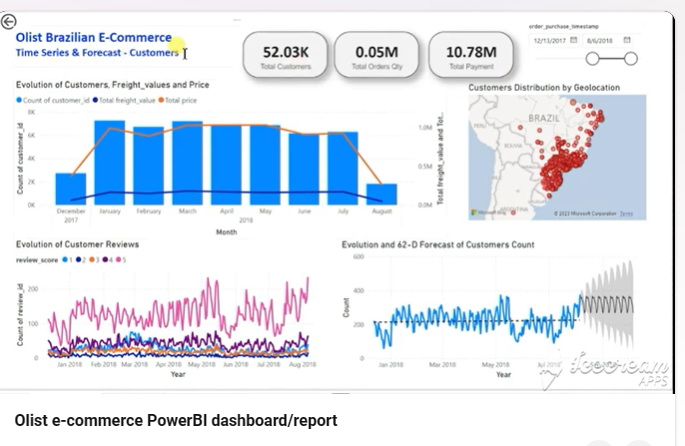 Olist Brazilian E-Commerce
Time Series & Forecast - Customers
52.03K
Total Customers
0.05M
Total Orders Qty
10.78M
Total Payment
order_purchase_timestamp
12/13/2017
8/6/2018
Evolution of Customers, Freight_values and Price
Count of customer_id Total freight_value Total price
Count of customer_id
8K
6K
4K
2K
0K
1.0M
0.5M
0.0M
Total freight_value and Tot...
December January February March April May June July August
2017 2018
Month
Customers Distribution by Geolocation
BRAZIL
PERU
BOLIVIA
ARGENTINA
Microsoft Bing
© 2023 Microsoft Corporation Terms
Evolution of Customer Reviews
review_score 1 2 3 4 5
Count of review_id
200
100
0
Jan 2018 Feb 2018 Mar 2018 Apr 2018 May 2018 Jun 2018 Jul 2018 Aug 2018
Year
Evolution and 62-D Forecast of Customers Count
Count
600
400
200
0
Jan 2018 Mar 2018 May 2018 Jul 2018
Year
Icecream
APPS
Olist e-commerce PowerBI dashboard/report